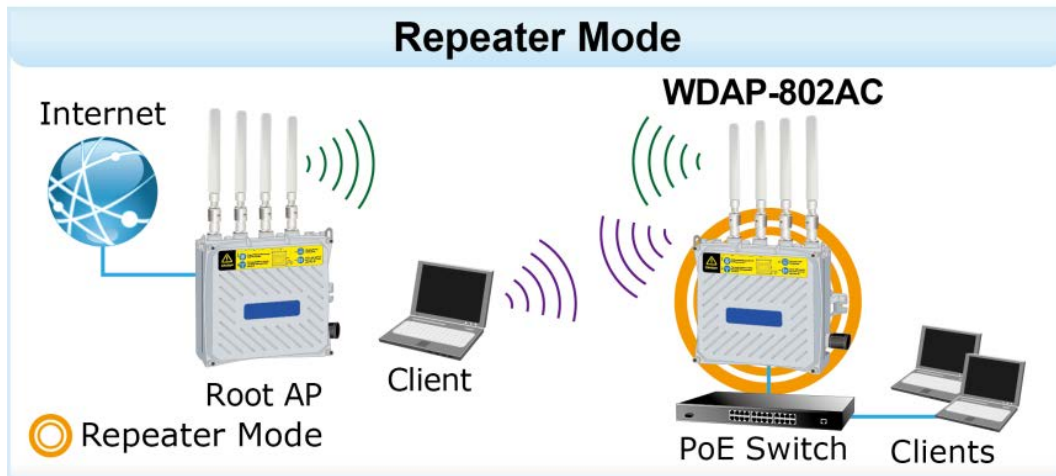 Repeater Mode
Internet
WDAP-802AC
Root AP
Client
Repeater Mode
PoE Switch
Clients